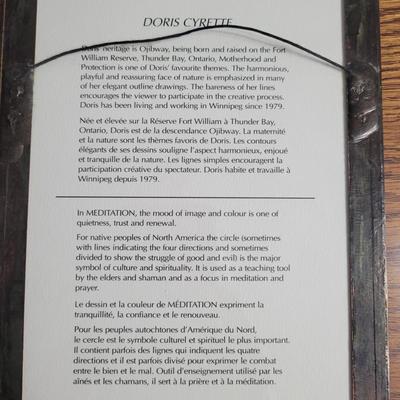 DORIS CYRETTE
Doris' heritage is Ojibway, being born and raised on the Fort
William Reserve, Thunder Bay, Ontario, Motherhood and
Protection is one of Doris' favourite themes. The harmonious,
playful and reassuring face of nature is emphasized in many
of her elegant outline drawings. The bareness of her lines
encourages the viewer to participate in the creative process.
Doris has been living and working in Winnipeg since 1979.
Née et élevée sur la Réserve Fort William à Thunder Bay,
Ontario, Doris est de la descendance Ojibway. La maternité
et la nature sont les thémes favoris de Doris. Les contours
élégants de ses dessins souligne l'aspect harmonieux, enjoué
et tranquille de la nature. Les lignes simples encouragent la
participation créative du spectateur. Doris habite et travaille à
Winnipeg depuis 1979.
In MEDITATION, the mood of image and colour is one of
quietness, trust and renewal.
For native peoples of North America the circle (sometimes
with lines indicating the four directions and sometimes
divided to show the struggle of good and evil) is the major
symbol of culture and spirituality. It is used as a teaching tool
by the elders and shaman and as a focus in meditation and
prayer.
Le dessin et la couleur de MÉDITATION expriment la
tranquillité, la confiance et le renouveau.
Pour les peuples autochtones d'Amérique du Nord,
le cercle est le symbole culturel et spirituel le plus important.
Il contient parfois des lignes qui indiquent les quatre
directions et il est parfois divisé pour exprimer le combat
entre le bien et le mal. Outil d'enseignement utilisé par les
aînés et les chamans, il sert à la prière et à la méditation.